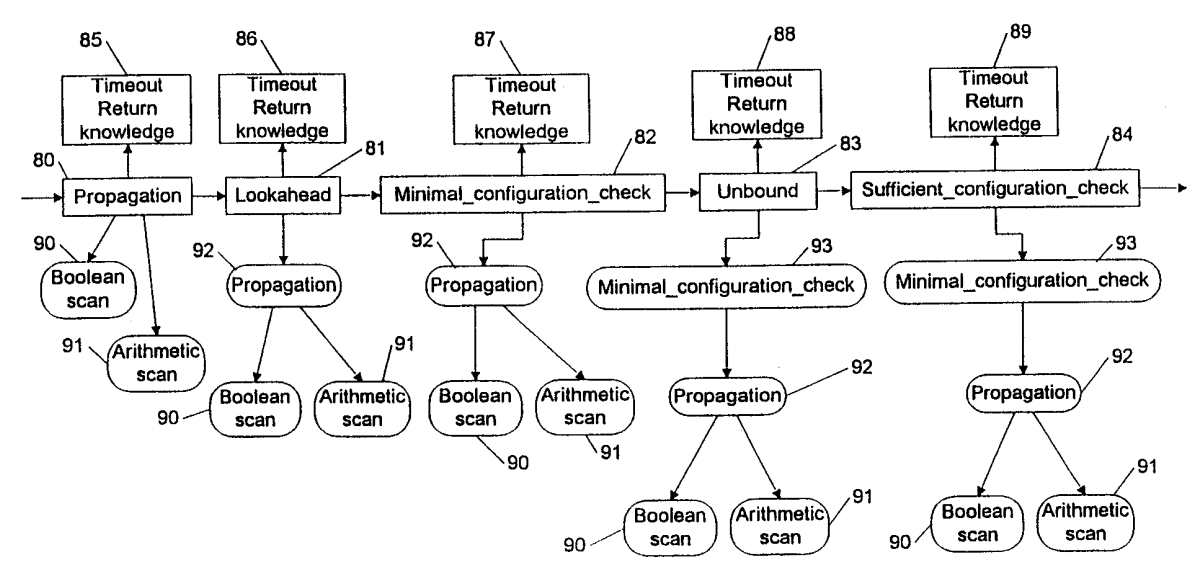 85
86
87
88
89
Timeout
Return
knowledge
Timeout
Return
knowledge
Timeout
Return
knowledge
Timeout
Return
knowledge
Timeout
Return
knowledge
80
81
82
83
84
Propagation
Lookahead
Minimal_configuration_check
Unbound
Sufficient_configuration_check
90
92
92
93
93
Boolean
scan
Propagation
Propagation
Minimal_configuration_check
Minimal_configuration_check
91
Arithmetic
scan
91
92
92
90
Boolean
scan
Arithmetic
scan
Boolean
scan
Arithmetic
scan
Propagation
Propagation
90
91
91
91
90
Boolean
scan
Arithmetic
scan
90
Boolean
scan
Arithmetic
scan